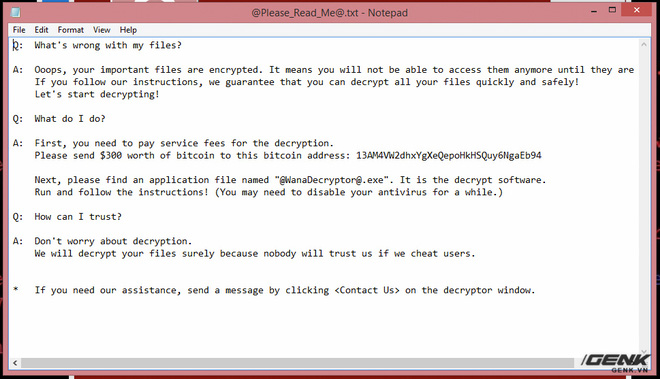 @Please_Read_Me@.txt - Notepad
File Edit Format View Help
Q: What's wrong with my files?
A: Ooops, your important files are encrypted. It means you will not be able to access them anymore until they are
If you follow our instructions, we guarantee that you can decrypt all your files quickly and safely!
Let's start decrypting!
Q: What do I do?
A: First, you need to pay service fees for the decryption.
Please send $300 worth of bitcoin to this bitcoin address: 13AM4VW2dhxYgXeQepoHkHSQuy6NgaEb94
Next, please find an application file named "@WanaDecryptor@.exe". It is the decrypt software.
Run and follow the instructions! (You may need to disable your antivirus for a while.)
Q: How can I trust?
A: Don't worry about decryption.
We will decrypt your files surely because nobody will trust us if we cheat users.
* If you need our assistance, send a message by clicking <Contact Us> on the decryptor window.
GENK
GENK.VN